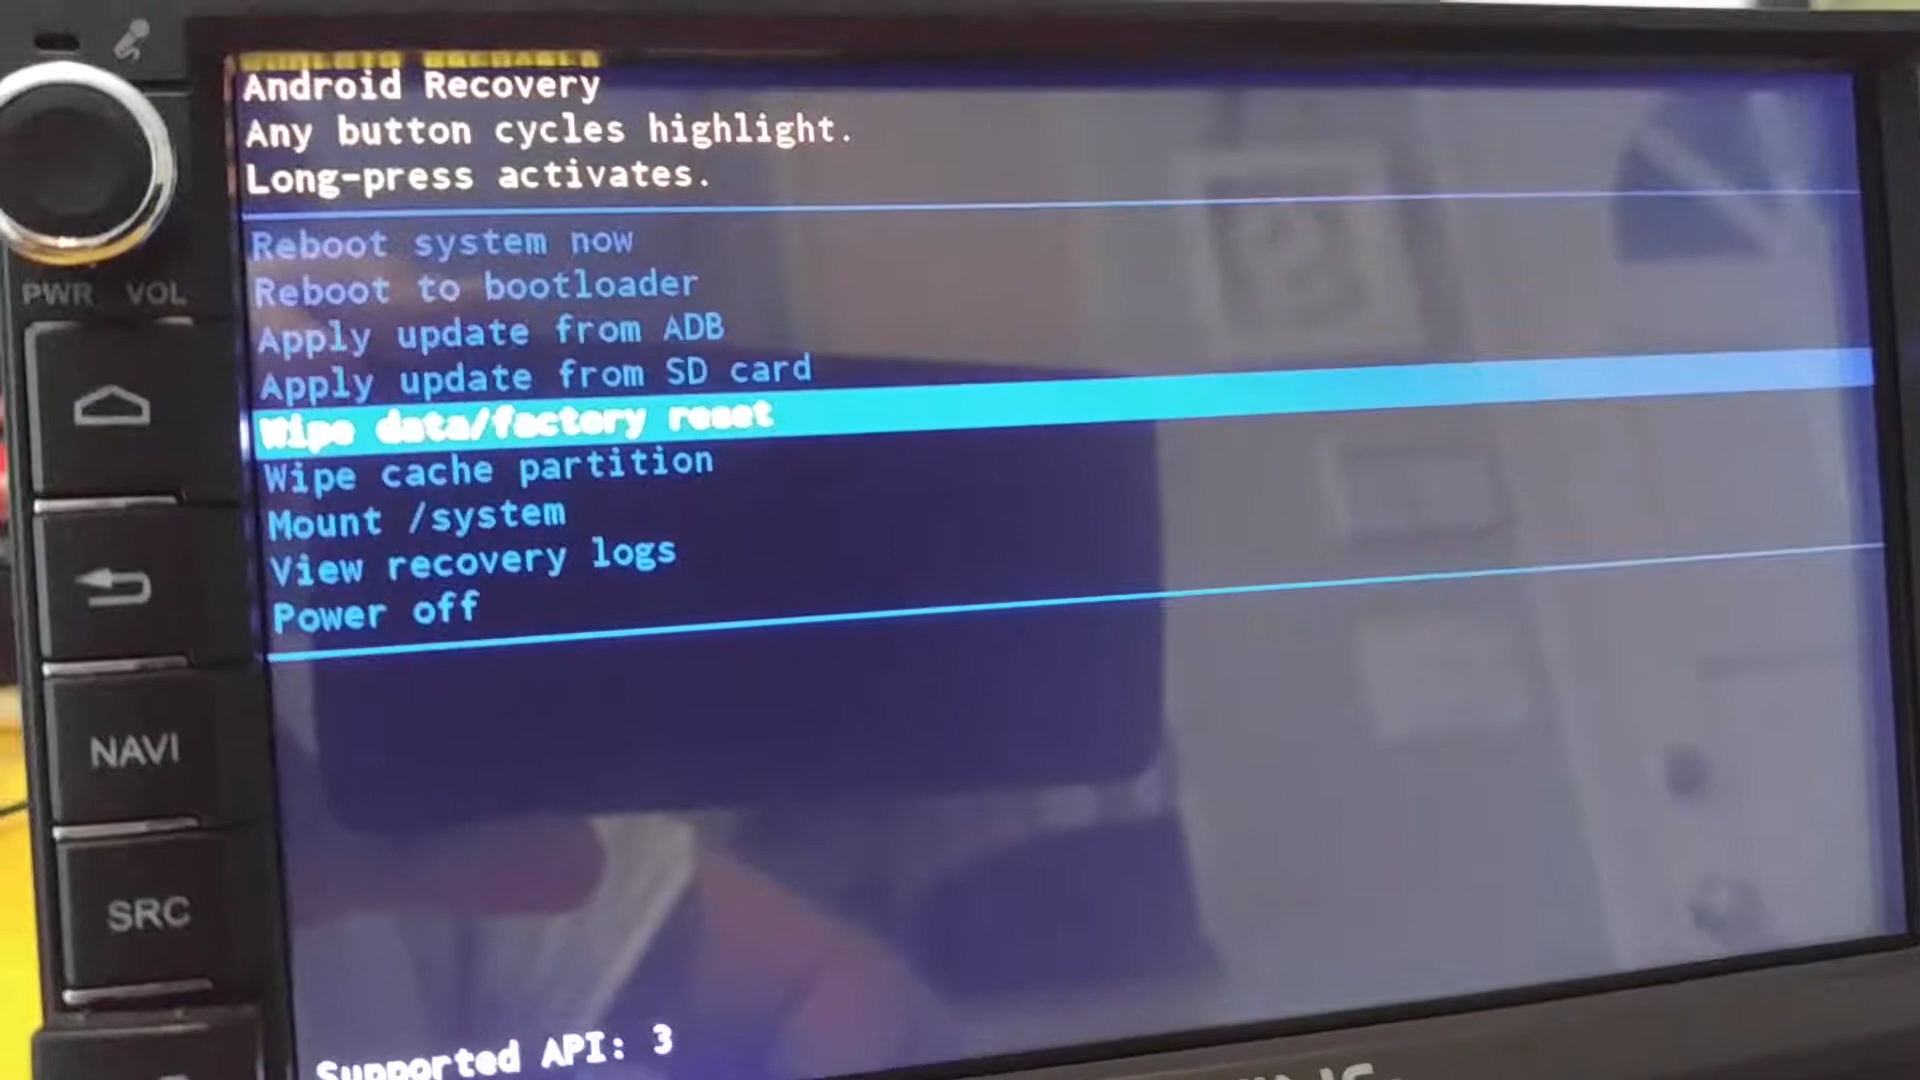 Android Recovery
Any button cycles highlight.
Long-press activates.
Reboot system now
Reboot to bootloader
Apply update from ADB
Apply update from SD card
Wipe data/factory reset
Wipe cache partition
Mount /system
View recovery logs
Power off
Supported API: 3
PWR VOL
NAVI
SRC